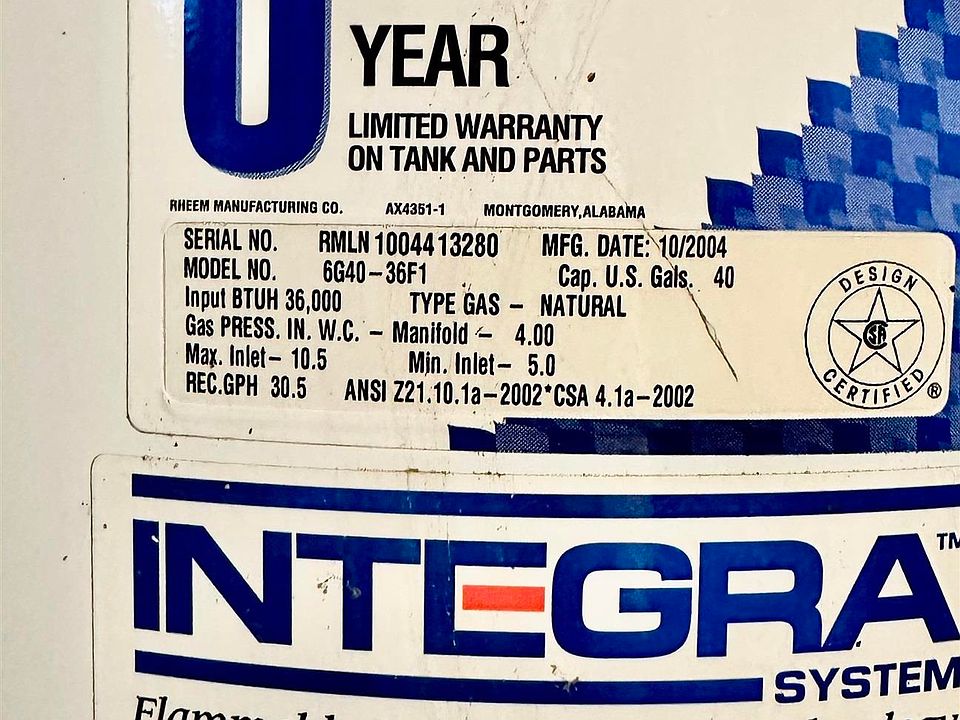 YEAR
LIMITED WARRANTY
ON TANK AND PARTS
RHEEM MANUFACTURING CO. AX4351-1 MONTGOMERY, ALABAMA
SERIAL NO. RMLN 1004413280 MFG. DATE: 10/2004
MODEL NO. 6G40-36F1 Cap. U.S. Gals. 40
Input BTUH 36,000 TYPE GAS - NATURAL
Gas PRESS. IN. W.C. - Manifold - 4.00
Max. Inlet- 10.5 Min. Inlet- 5.0
REC.GPH 30.5 ANSI Z21.10.1a-2002*CSA 4.1a-2002
DESIGN
CSA
CERTIFIED ®
INTEGRA™
SYSTEM